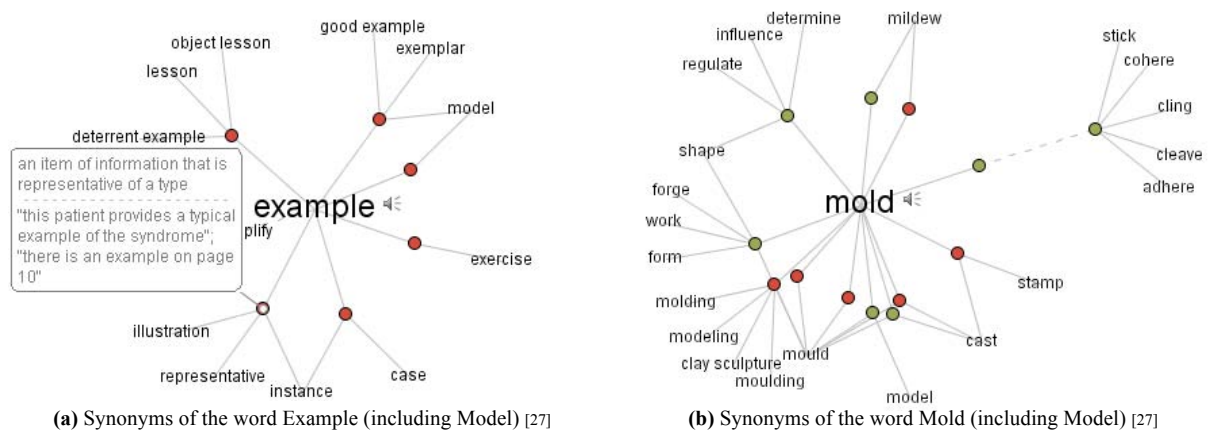 good example
object lesson
exemplar
lesson
model
deterrent example
an item of information that is
representative of a type
"this patient provides a typical
example of the syndrome";
"there is an example on page
10"
example
plify
exercise
illustration
representative
case
instance
(a) Synonyms of the word Example (including Model) [27]
determine
mildew
influence
stick
regulate
cohere
cling
shape
cleave
adhere
forge
mold
work
form
stamp
molding
modeling
cast
clay sculpture
mould
moulding
model
(b) Synonyms of the word Mold (including Model) [27]